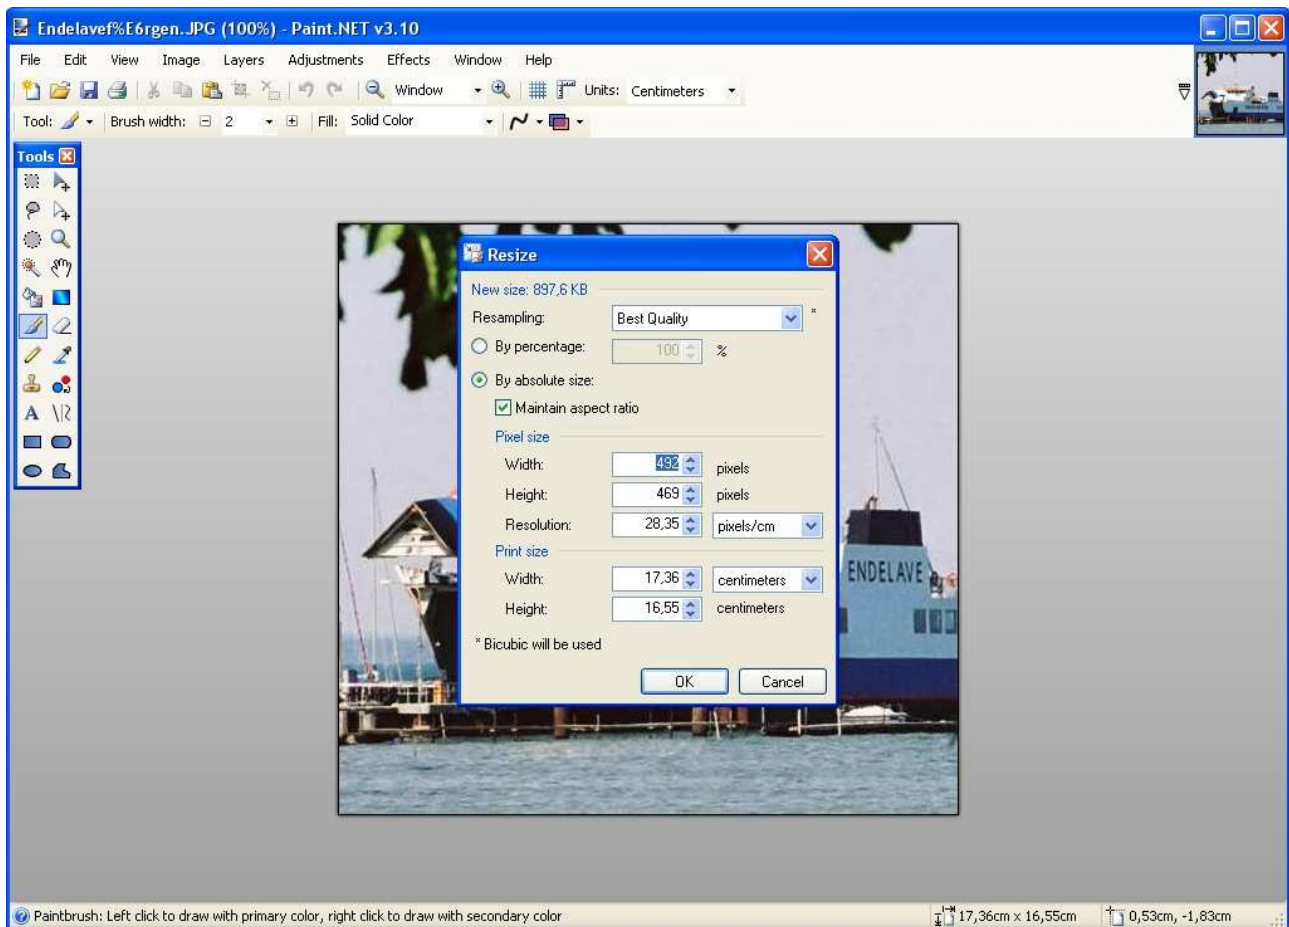 Endelavef%E6rgen.JPG (100%) - Paint.NET v3.10
File Edit View Image Layers Adjustments Effects Window Help
Window Units: Centimeters
Tool: Brush width: 2 Fill: Solid Color
Tools
A
Resize
New size: 897,6 KB
Resampling: Best Quality *
By percentage: 100 %
By absolute size:
Maintain aspect ratio
Pixel size
Width: 492 pixels
Height: 469 pixels
Resolution: 28,35 pixels/cm
Print size
Width: 17,36 centimeters
Height: 16,55 centimeters
* Bicubic will be used
OK Cancel
ENDELAVE
Paintbrush: Left click to draw with primary color, right click to draw with secondary color 17,36cm x 16,55cm 0,53cm, -1,83cm